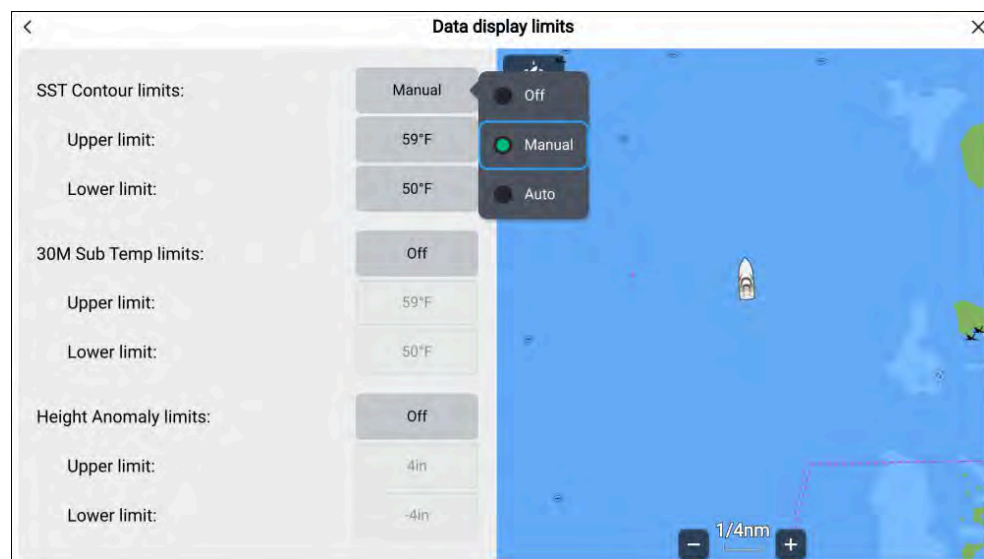 Data display limits
SST Contour limits: Manual
Off
Upper limit: 59°F
Manual
Lower limit: 50°F
Auto
30M Sub Temp limits: Off
Upper limit: 59°F
Lower limit: 50°F
Height Anomaly limits: Off
Upper limit: 4in
Lower limit: -4in
1/4nm